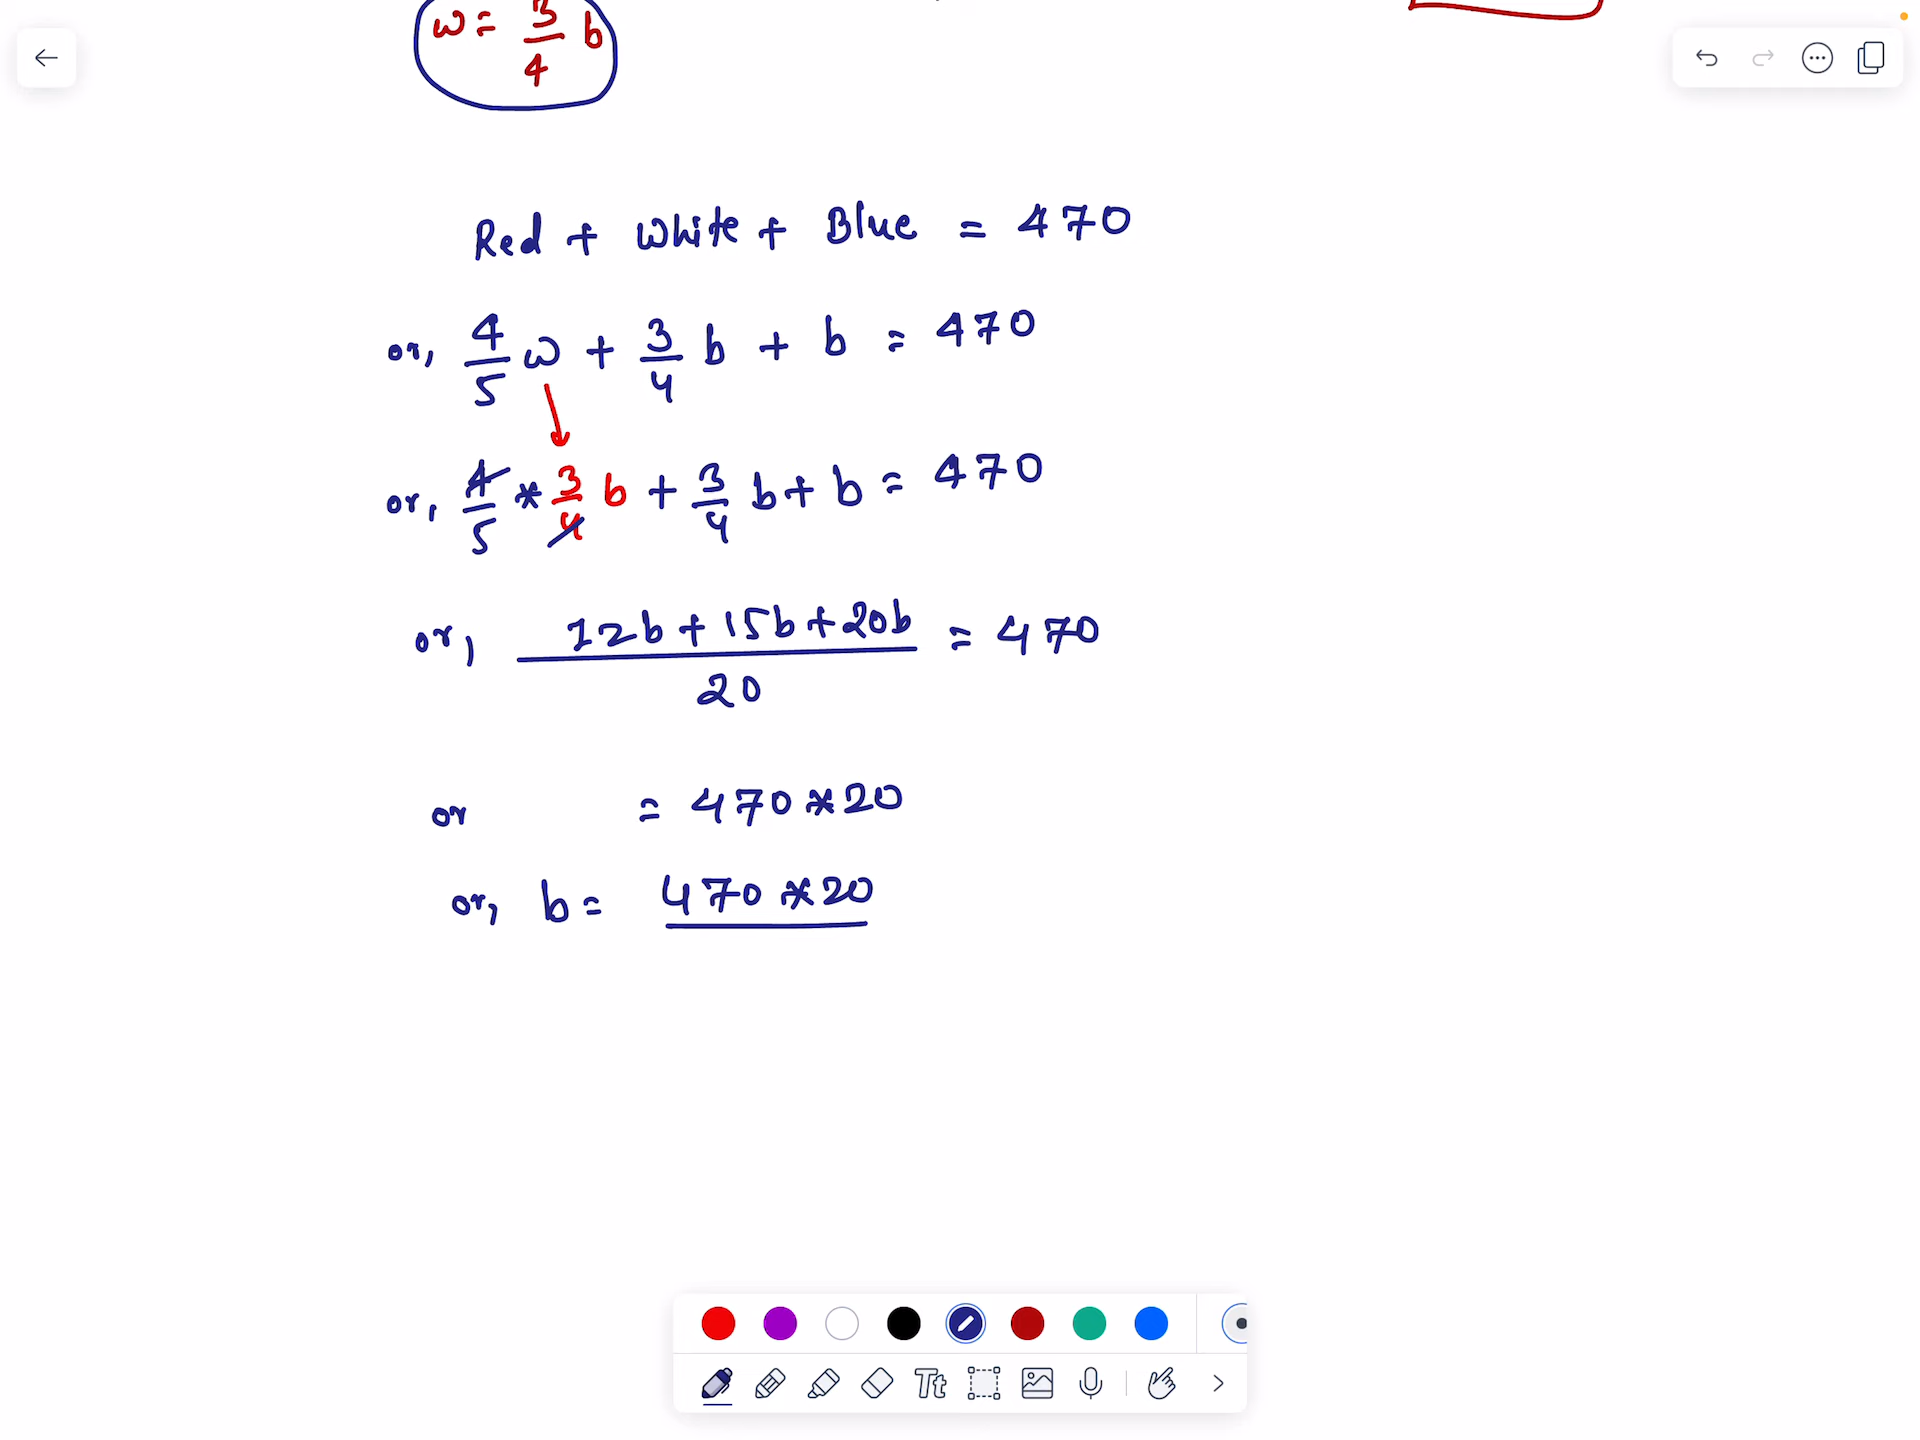 w = 3/4 b
Red + White + Blue = 470
or, 4/5 w + 3/4 b + b = 470
or, 4/5 * 3/4 b + 3/4 b + b = 470
or, 12b + 15b + 20b / 20 = 470
or = 470 * 20
or, b = 470 * 20
Tt